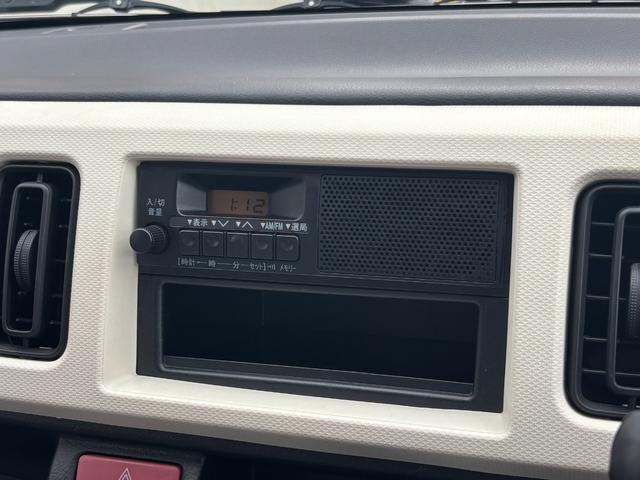 入/切
音量
1:12
▼表示 ▼∨ ▼∧ ▼AM/FM ▼選局
[時計 ― 時 ― 分 ― セット] メモリー